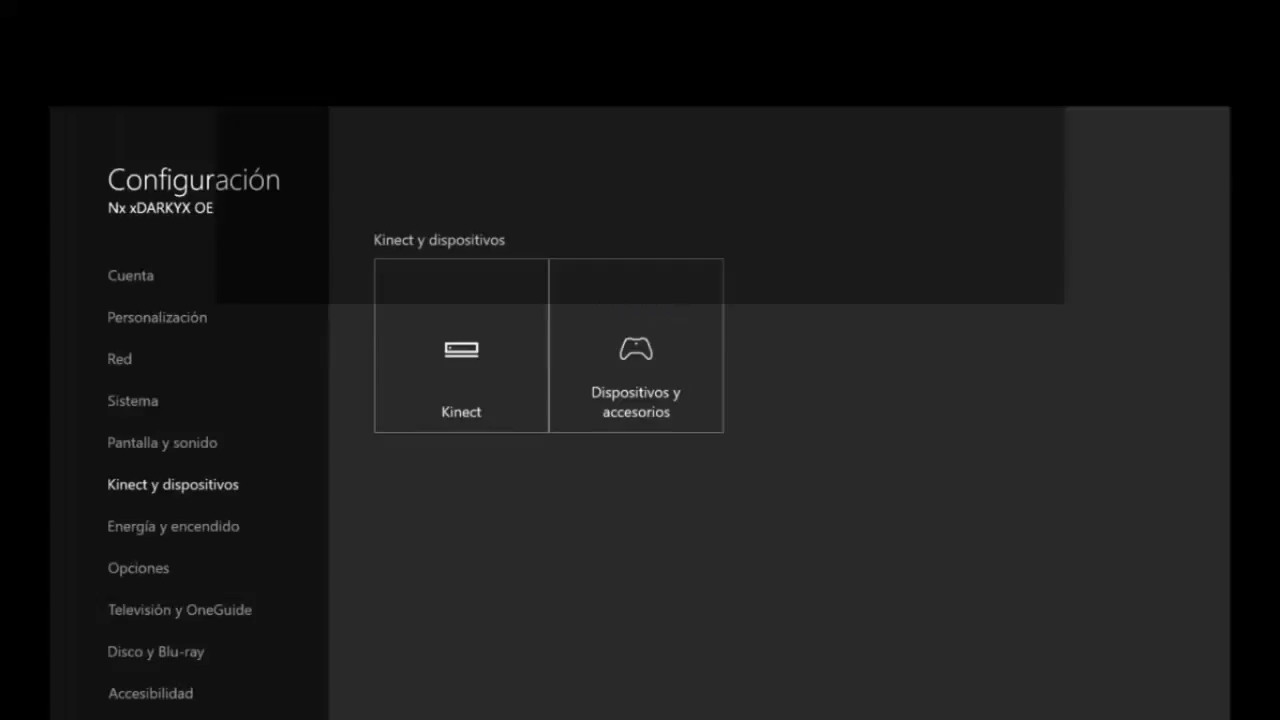 Configuración
Nx xDARKYX OE
Cuenta
Personalización
Red
Sistema
Pantalla y sonido
Kinect y dispositivos
Energía y encendido
Opciones
Televisión y OneGuide
Disco y Blu-ray
Accesibilidad
Kinect y dispositivos
Kinect
Dispositivos y
accesorios